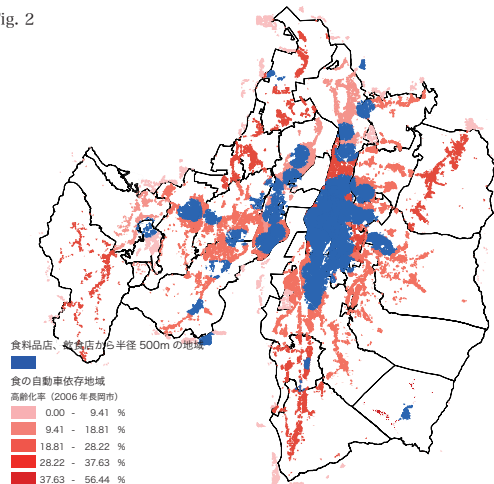 Fig. 2
食料品店、飲食店から半径 500m の地域
食の自動車依存地域
高齢化率（2006 年長岡市）
0.00 - 9.41 %
9.41 - 18.81 %
18.81 - 28.22 %
28.22 - 37.63 %
37.63 - 56.44 %